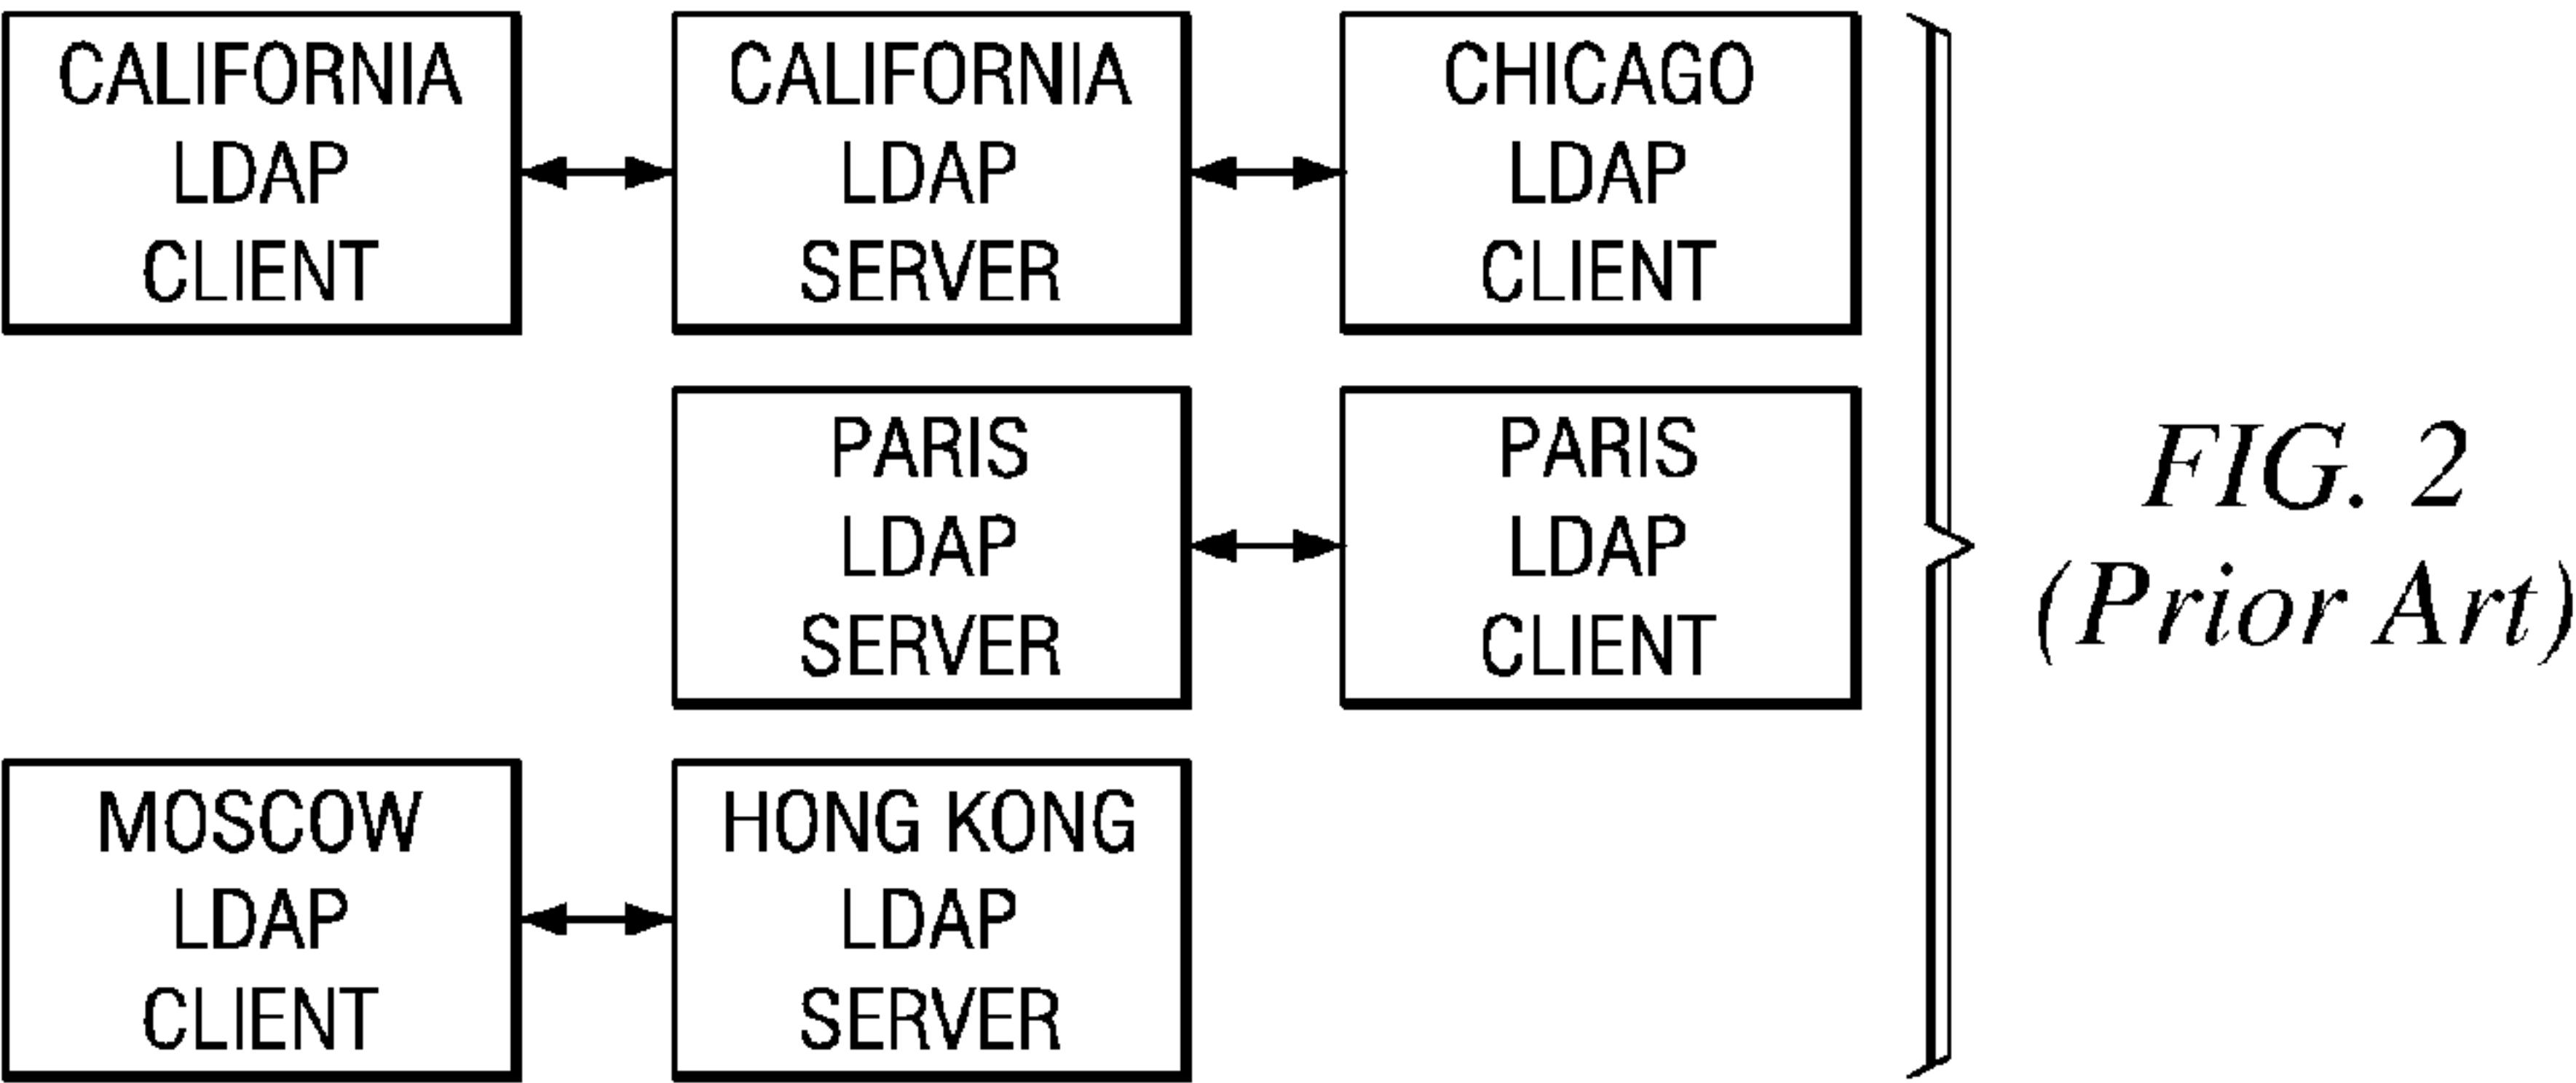 CALIFORNIA
LDAP
CLIENT
CALIFORNIA
LDAP
SERVER
CHICAGO
LDAP
CLIENT
PARIS
LDAP
SERVER
PARIS
LDAP
CLIENT
MOSCOW
LDAP
CLIENT
HONG KONG
LDAP
SERVER
FIG. 2
(Prior Art)